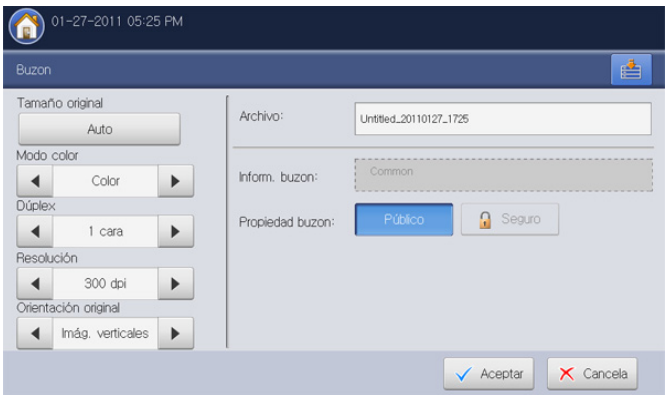 01-27-2011 05:25 PM
Buzon
Tamaño original
Auto
Modo color
Color
Dúplex
1 cara
Resolución
300 dpi
Orientación original
Imág. verticales
Archivo:
Untitled_20110127_1725
Inform. buzon:
Common
Propiedad buzon:
Público
Seguro
Aceptar
Cancela